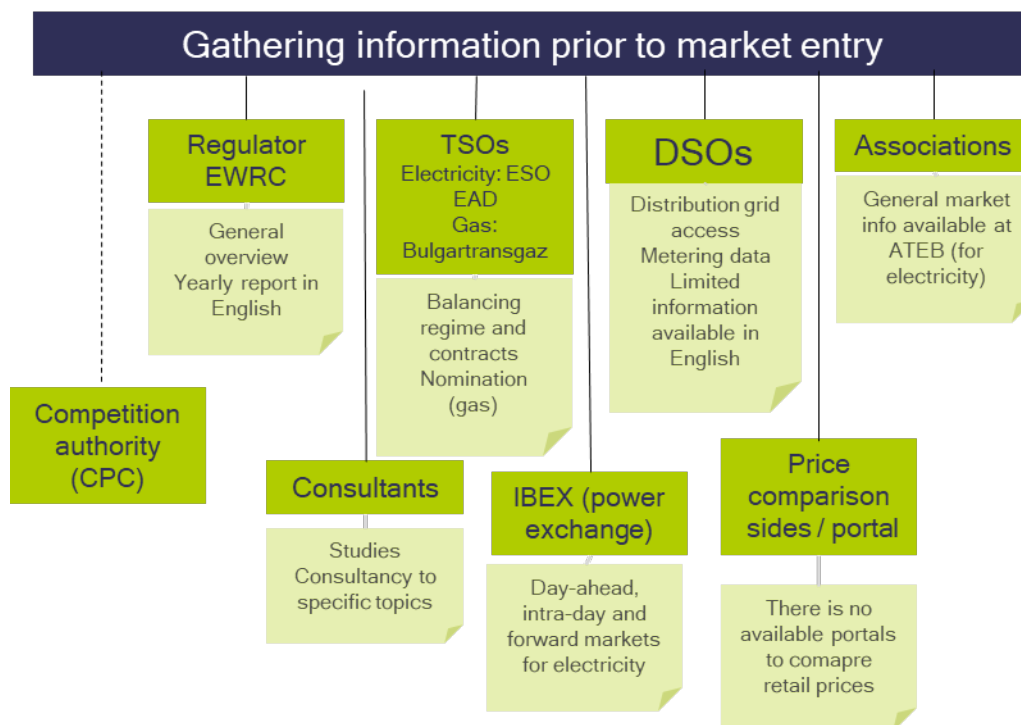 Gathering information prior to market entry
Regulator
EWRC
General
overview
Yearly report in
English
TSOs
Electricity: ESO
EAD
Gas:
Bulgartransgaz
Balancing
regime and
contracts
Nomination
(gas)
DSOs
Distribution grid
access
Metering data
Limited
information
available in
English
Associations
General market
info available at
ATEB (for
electricity)
Competition
authority
(CPC)
Consultants
Studies
Consultancy to
specific topics
IBEX (power
exchange)
Day-ahead,
intra-day and
forward markets
for electricity
Price
comparison
sides / portal
There is no
available portals
to comapre
retail prices